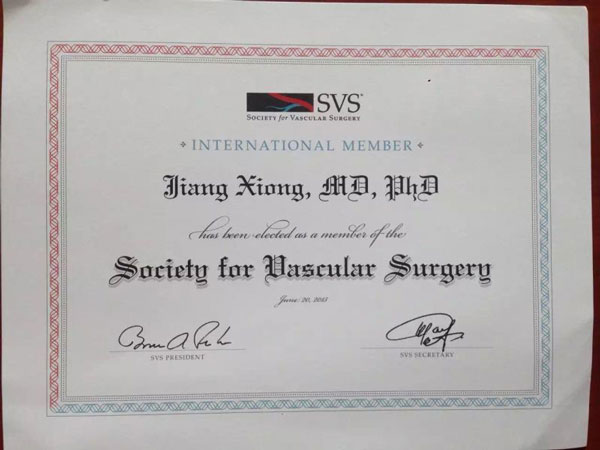 SVS®
SOCIETY for VASCULAR SURGERY
INTERNATIONAL MEMBER
Jiang Xiong, MD, PhD
has been elected as a member of the
Society for Vascular Surgery
SVS PRESIDENT
SVS SECRETARY